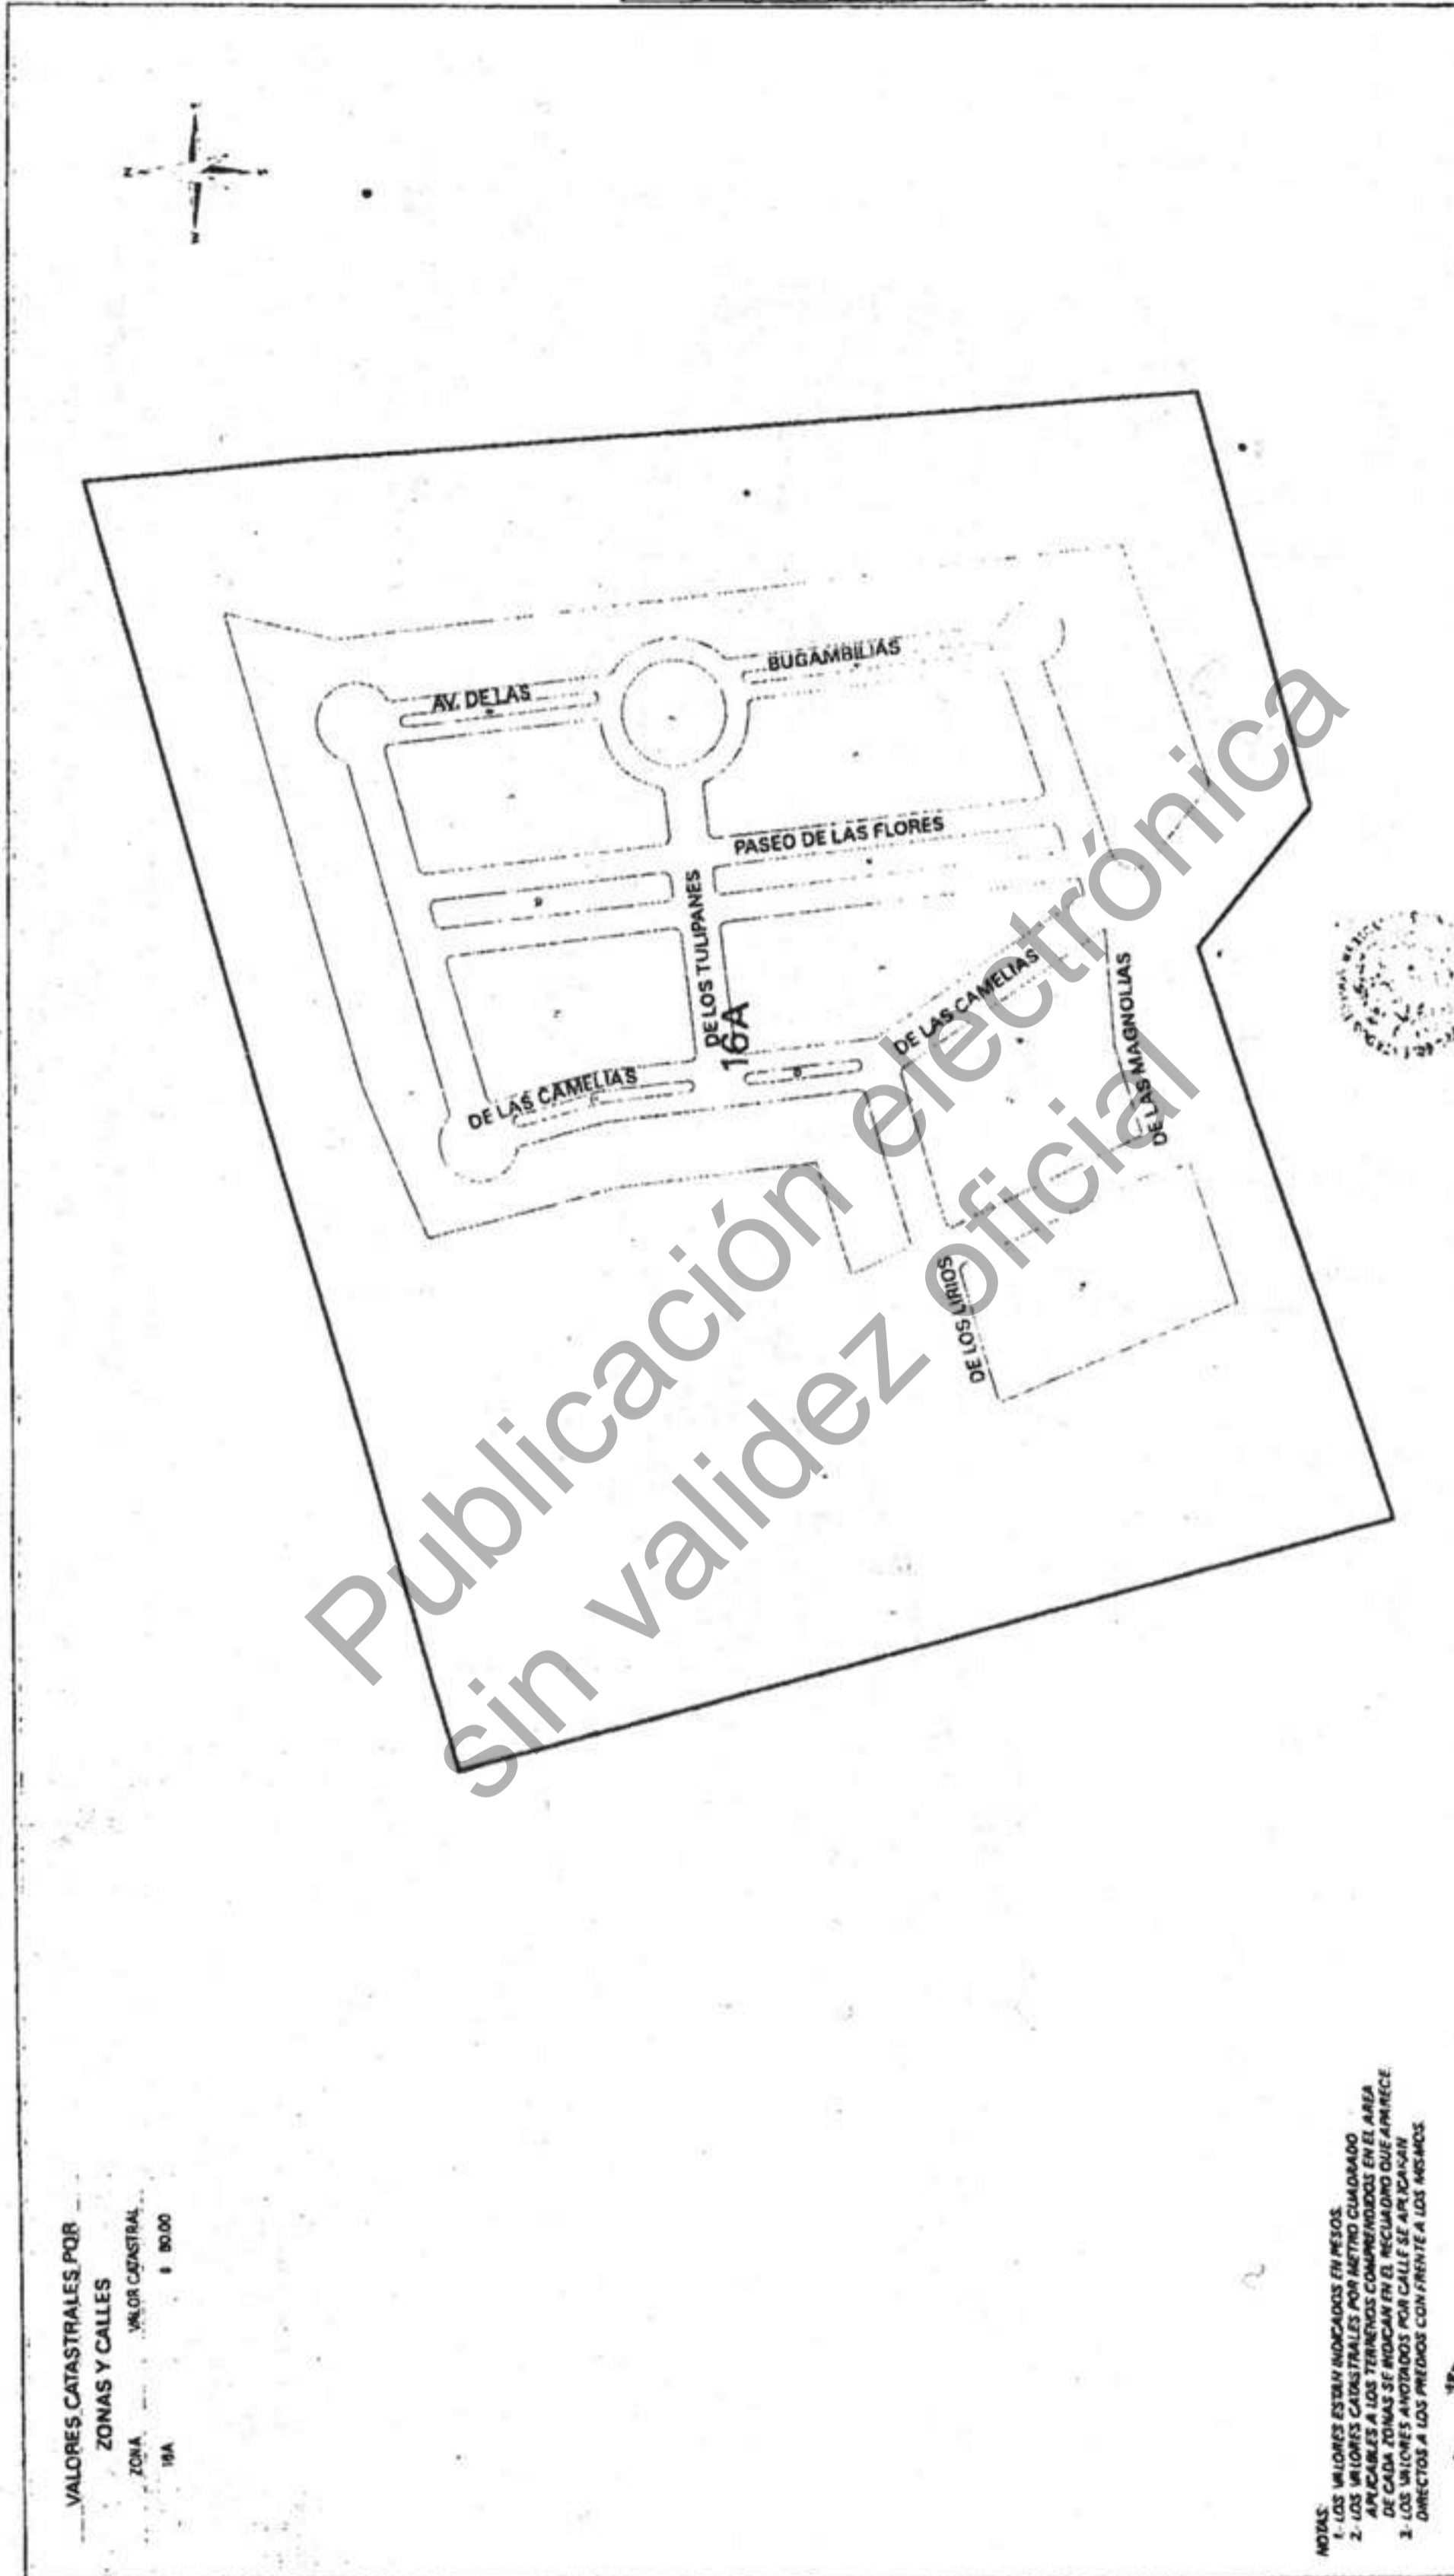 VALORES CATASTRALES POR
ZONAS Y CALLES
ZONA VALOR CATASTRAL
16A $ 80.00
N
S
W
AV. DE LAS
BUGAMBILIAS
PASEO DE LAS FLORES
DE LOS TULIPANES
16A
DE LAS CAMELIAS
DE LAS CAMELIAS
DE LAS MAGNOLIAS
DE LOS LIRIOS
Publicación electrónica
sin validez oficial
NOTAS:
1.- LOS VALORES ESTAN INDICADOS EN PESOS.
2.- LOS VALORES CATASTRALES POR METRO CUADRADO
APLICABLES A LOS TERRENOS COMPRENDIDOS EN EL AREA
DE CADA ZONAS SE INDICAN EN EL RECUADRO QUE APARECE.
3.- LOS VALORES ANOTADOS POR CALLE SE APLICARAN
DIRECTOS A LOS PREDIOS CON FRENTE A LOS MISMOS.